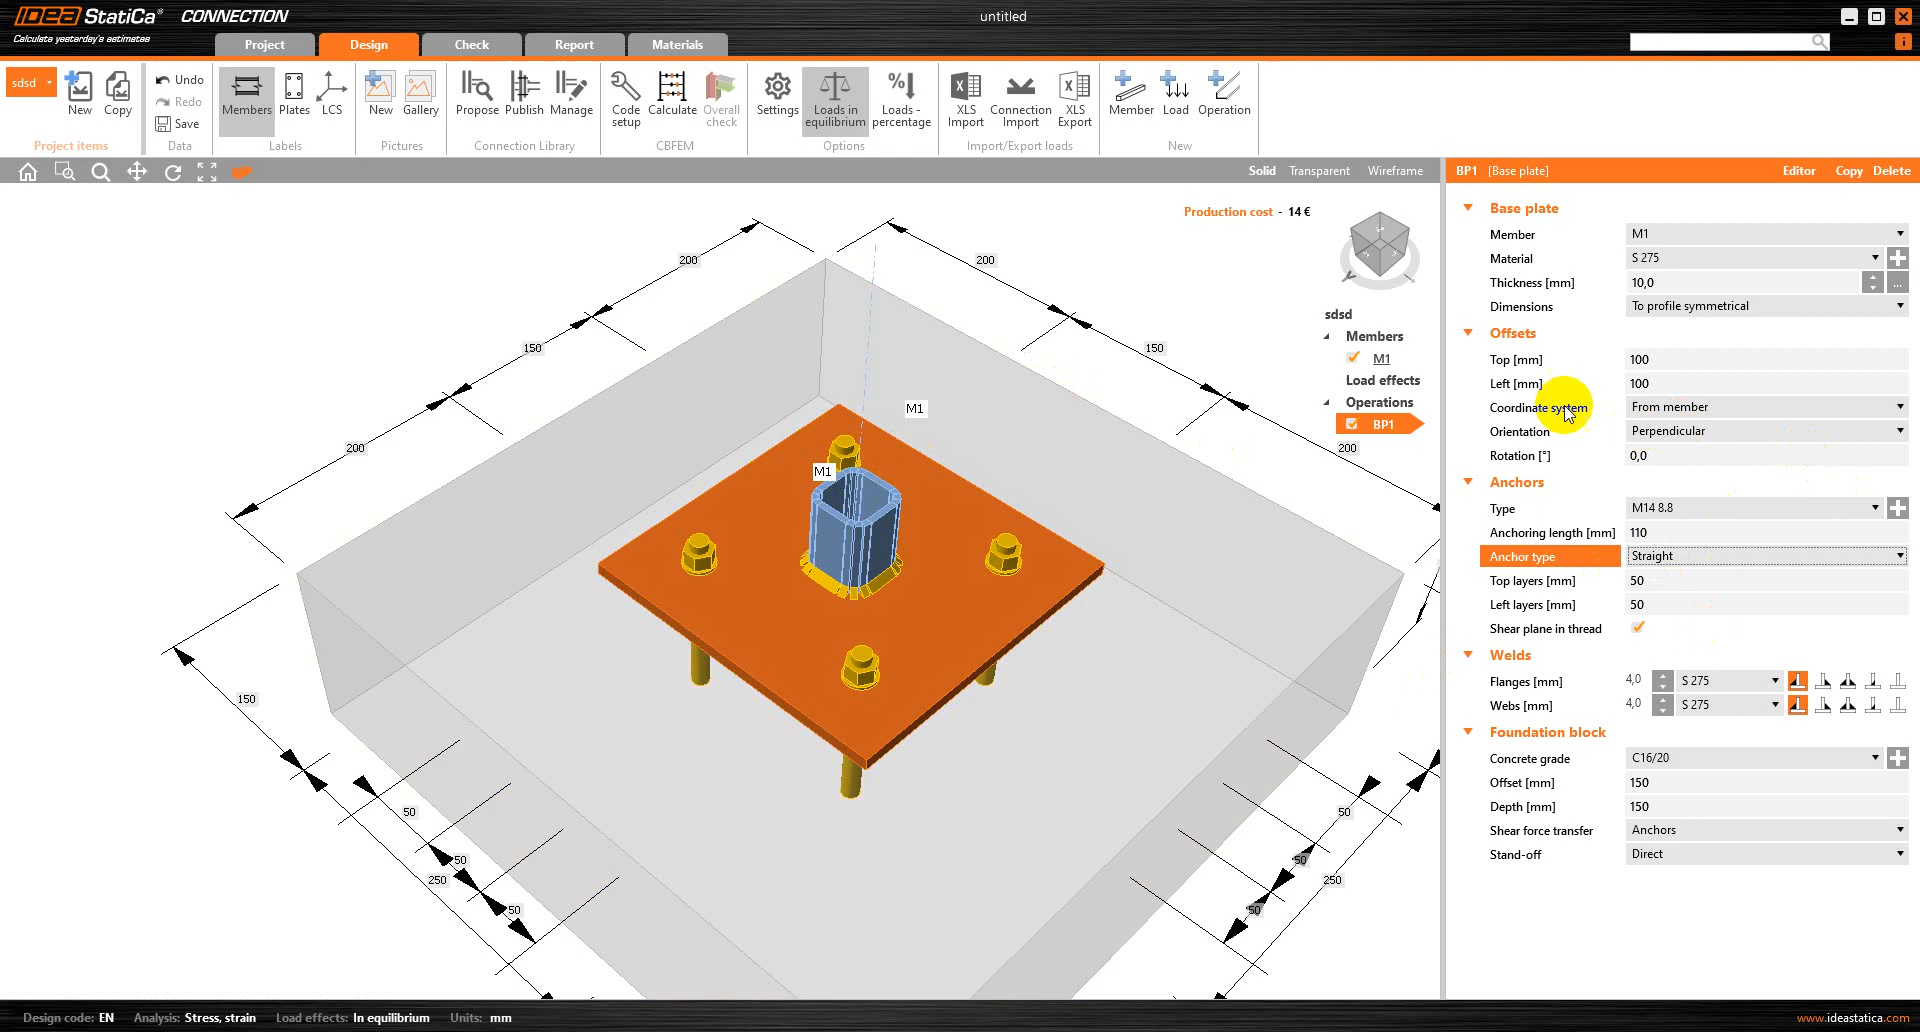 IDEA StatiCa® CONNECTION
Calculate yesterday's estimates
untitled
Project
Design
Check
Report
Materials
sdsd
New
Copy
Project items
Undo
Redo
Save
Data
Members
Plates
LCS
Labels
New
Gallery
Pictures
Propose
Publish
Manage
Connection Library
Code setup
Calculate
Overall check
CBFEM
Settings
Loads in equilibrium
Loads - percentage
Options
XLS Import
Connection Import
XLS Export
Import/Export loads
Member
Load
Operation
New
Solid
Transparent
Wireframe
BP1 [Base plate]
Editor
Copy
Delete
Production cost - 14 €
200
200
150
150
200
200
M1
M1
150
50
50
250
50
50
50
250
50
sdsd
Members
M1
Load effects
Operations
BP1
Base plate
Member M1
Material S 275
Thickness [mm] 10,0
Dimensions To profile symmetrical
Offsets
Top [mm] 100
Left [mm] 100
Coordinate system From member
Orientation Perpendicular
Rotation [°] 0,0
Anchors
Type M14 8.8
Anchoring length [mm] 110
Anchor type Straight
Top layers [mm] 50
Left layers [mm] 50
Shear plane in thread
Welds
Flanges [mm] 4,0 S 275
Webs [mm] 4,0 S 275
Foundation block
Concrete grade C16/20
Offset [mm] 150
Depth [mm] 150
Shear force transfer Anchors
Stand-off Direct
Design code: EN Analysis: Stress, strain Load effects: In equilibrium Units: mm
www.ideastatica.com